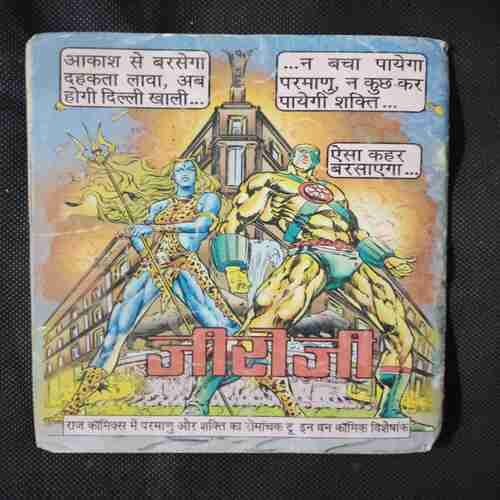 आकाश से बरसेगा
दहकता लावा, अब
होगी दिल्ली खाली...
...न बचा पायेगा
परमाणु, न कुछ कर
पायेगी शक्ति...
ऐसा कहर
बरसाएगा...
जीरोजी
राज कॉमिक्स में परमाणु और शक्ति का रोमांचक टू इन वन कॉमिक विशेषांक